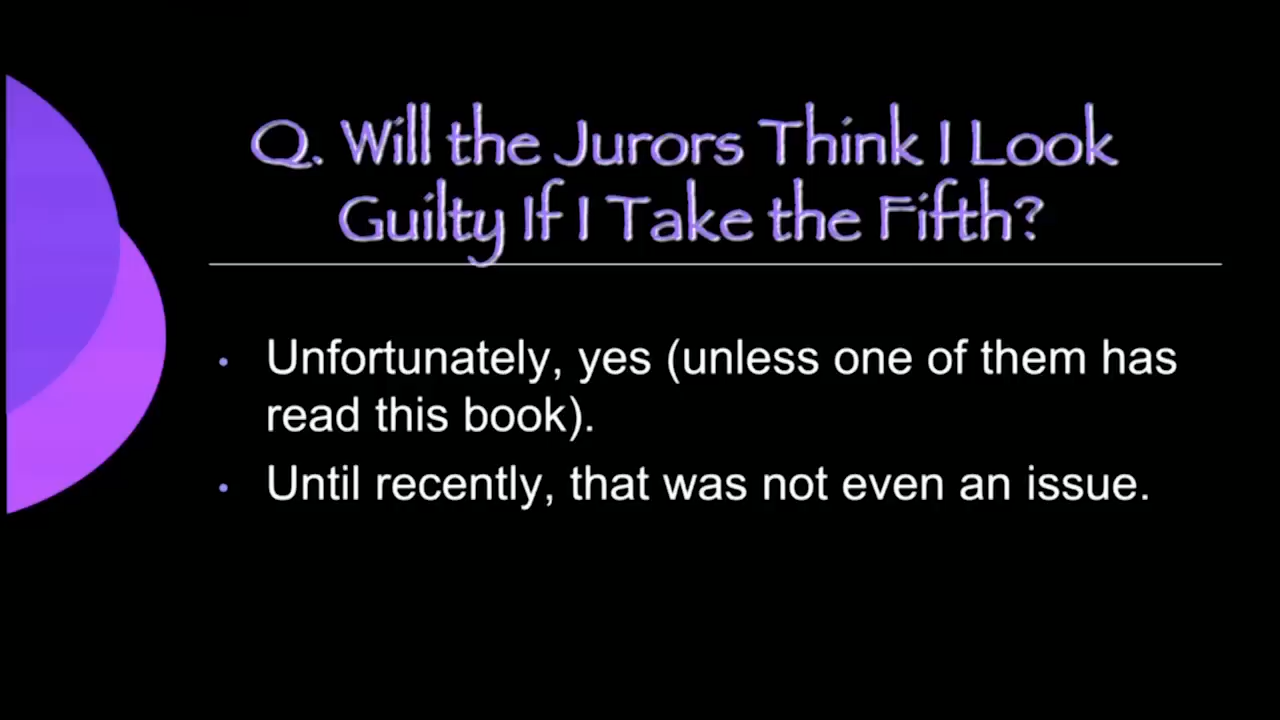 Q. Will the Jurors Think I Look
Guilty If I Take the Fifth?
• Unfortunately, yes (unless one of them has
read this book).
• Until recently, that was not even an issue.